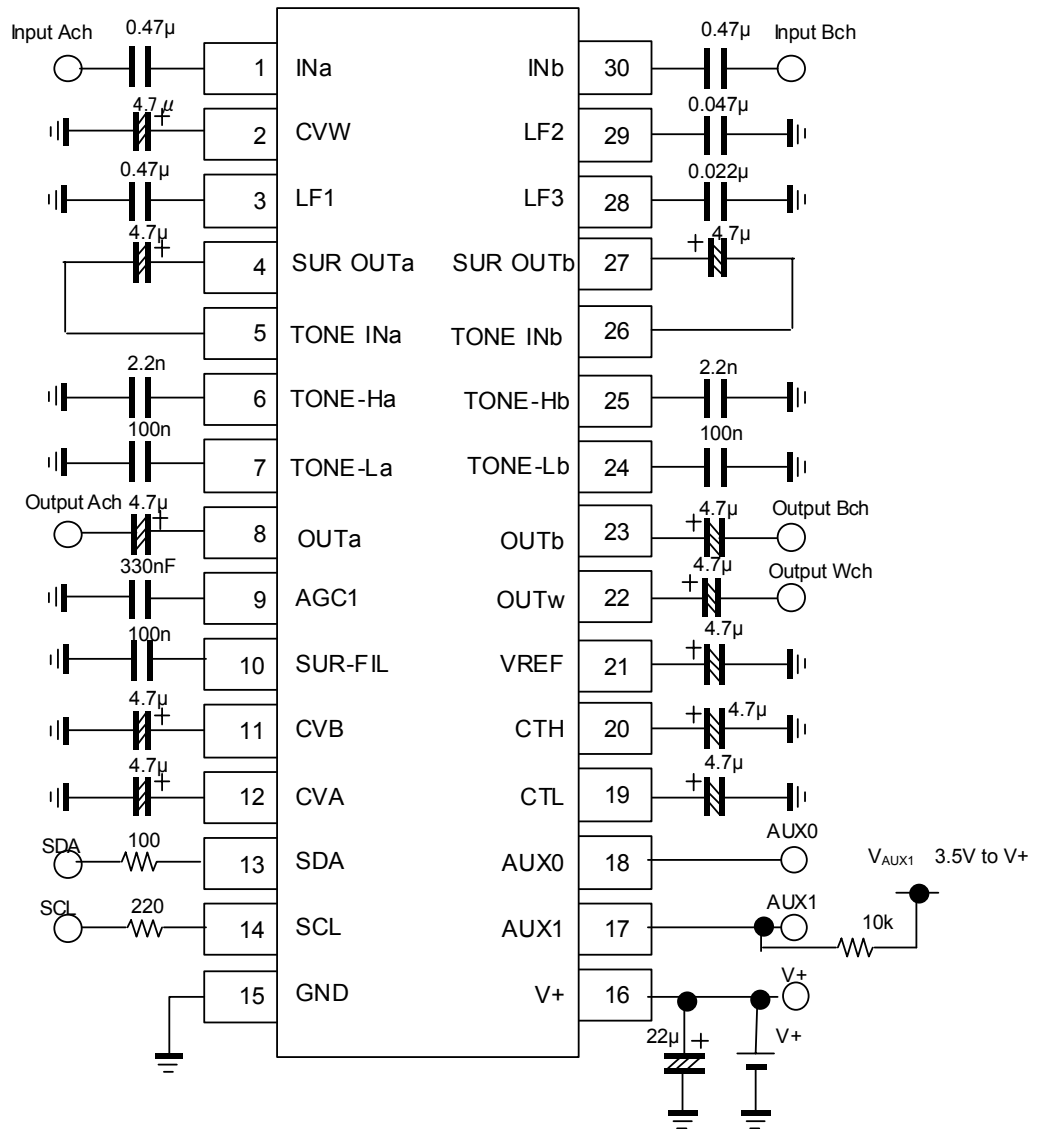 Input Ach 0.47µ 1 INa INb 30 0.47µ Input Bch
4.7μ + 2 CVW LF2 29 0.047µ
0.47µ 3 LF1 LF3 28 0.022µ
4.7µ + 4 SUR OUTa SUR OUTb 27 + 4.7µ
5 TONE INa TONE INb 26
2.2n 6 TONE-Ha TONE-Hb 25 2.2n
100n 7 TONE-La TONE-Lb 24 100n
Output Ach 4.7µ + 8 OUTa OUTb 23 + 4.7µ Output Bch
330nF 9 AGC1 OUTw 22 + 4.7µ Output Wch
100n 10 SUR-FIL VREF 21 + 4.7µ
4.7µ + 11 CVB CTH 20 + 4.7µ
4.7µ + 12 CVA CTL 19 + 4.7µ
SDA 100 13 SDA AUX0 18 AUX0
VAUX1 3.5V to V+
SCL 220 14 SCL AUX1 17 AUX1 10k
15 GND V+ 16 V+
22µ + V+